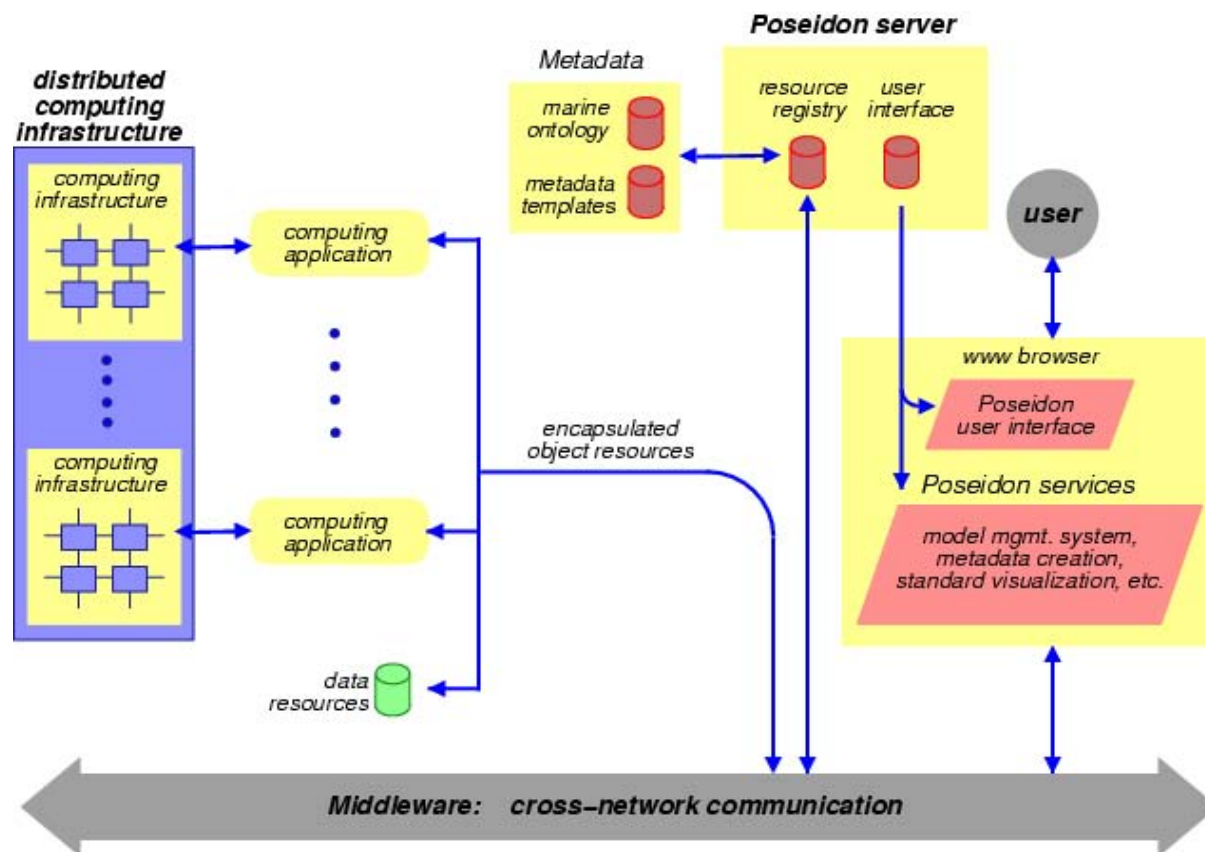 Poseidon server
Metadata
distributed
computing
infrastructure
marine
ontology
metadata
templates
resource
registry
user
interface
computing
infrastructure
computing
application
user
www browser
Poseidon
user interface
encapsulated
object resources
computing
infrastructure
computing
application
Poseidon services
model mgmt. system,
metadada creation,
standard visualization, etc.
data
resources
Middleware: cross-network communication